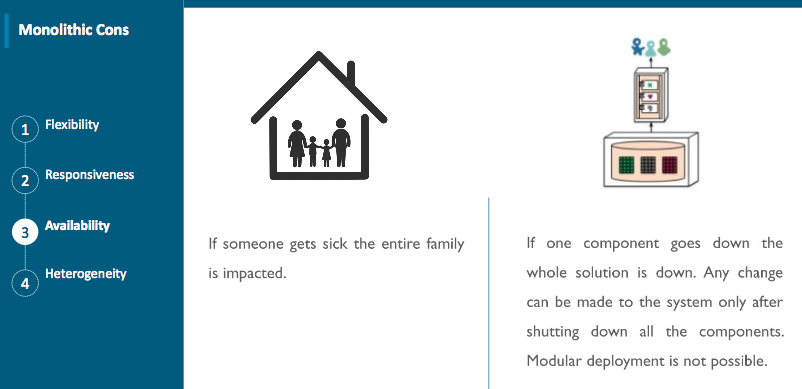 Monolithic Cons
1
Flexibility
2
Responsiveness
3
Availability
4
Heterogeneity
If someone gets sick the entire family
is impacted.
If one component goes down the
whole solution is down. Any change
can be made to the system only after
shutting down all the components.
Modular deployment is not possible.